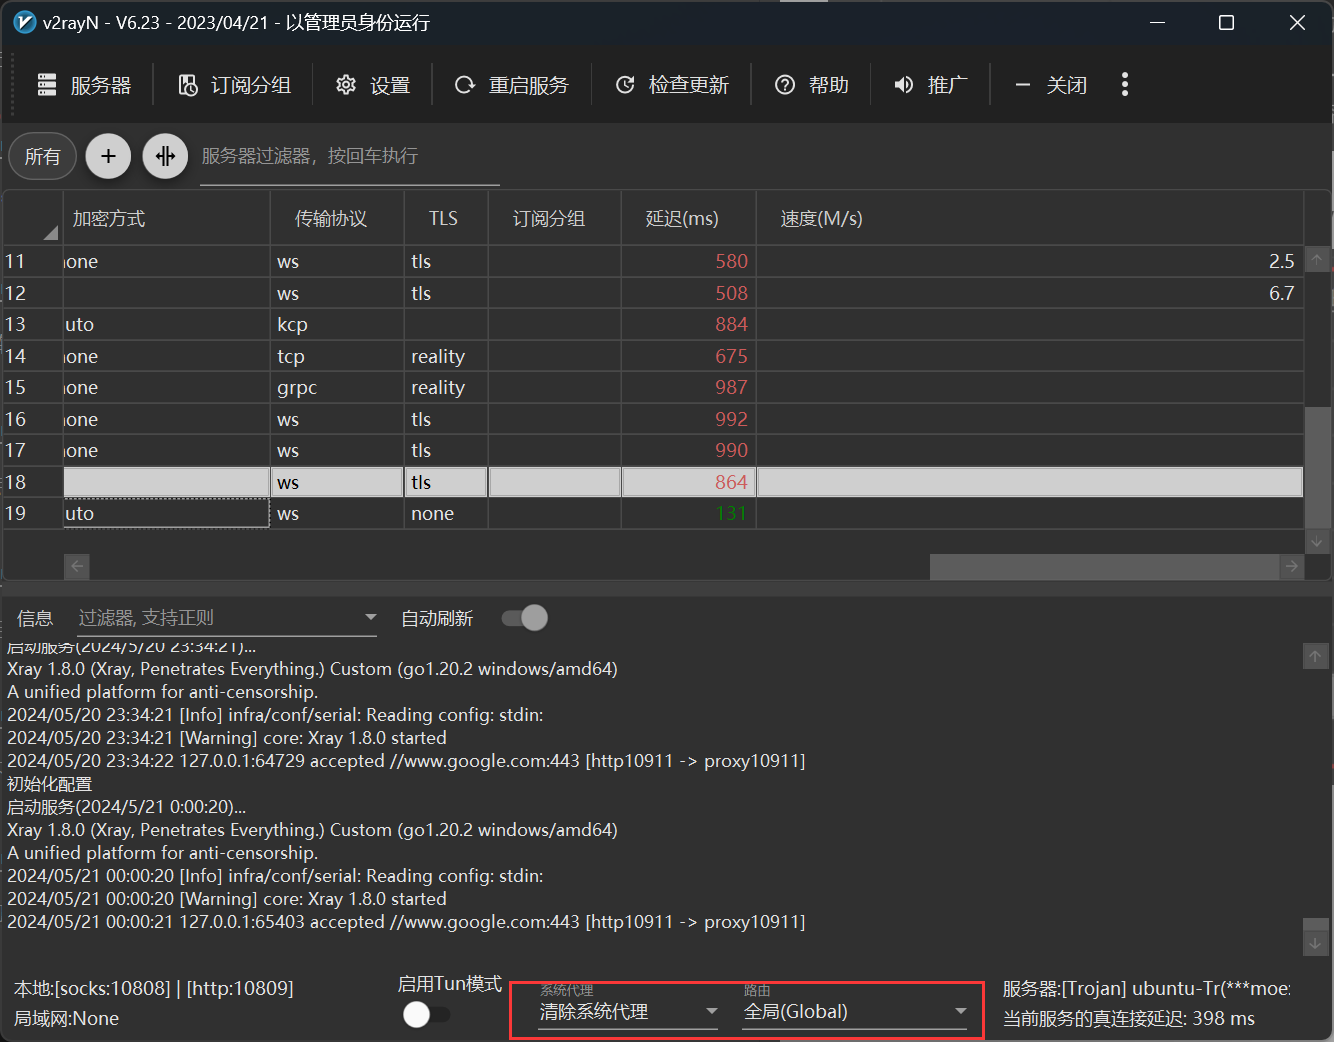 v2rayN - V6.23 - 2023/04/21 - 以管理员身份运行
服务器 订阅分组 设置 重启服务 检查更新 帮助 推广 关闭
所有 服务器过滤器，按回车执行
加密方式 传输协议 TLS 订阅分组 延迟(ms) 速度(M/s)
11 none ws tls 580 2.5
12 ws tls 508 6.7
13 uto kcp 884
14 none tcp reality 675
15 none grpc reality 987
16 none ws tls 992
17 none ws tls 990
18 ws tls 864
19 uto ws none 131
信息 过滤器, 支持正则 自动刷新
启动服务(2024/5/20 23:34:21)...
Xray 1.8.0 (Xray, Penetrates Everything.) Custom (go1.20.2 windows/amd64)
A unified platform for anti-censorship.
2024/05/20 23:34:21 [Info] infra/conf/serial: Reading config: stdin:
2024/05/20 23:34:21 [Warning] core: Xray 1.8.0 started
2024/05/20 23:34:22 127.0.0.1:64729 accepted //www.google.com:443 [http10911 -> proxy10911]
初始化配置
启动服务(2024/5/21 0:00:20)...
Xray 1.8.0 (Xray, Penetrates Everything.) Custom (go1.20.2 windows/amd64)
A unified platform for anti-censorship.
2024/05/21 00:00:20 [Info] infra/conf/serial: Reading config: stdin:
2024/05/21 00:00:20 [Warning] core: Xray 1.8.0 started
2024/05/21 00:00:21 127.0.0.1:65403 accepted //www.google.com:443 [http10911 -> proxy10911]
本地:[socks:10808] | [http:10809]
局域网:None
启用Tun模式
系统代理
清除系统代理
路由
全局(Global)
服务器:[Trojan] ubuntu-Tr(***moe:
当前服务的真连接延迟: 398 ms